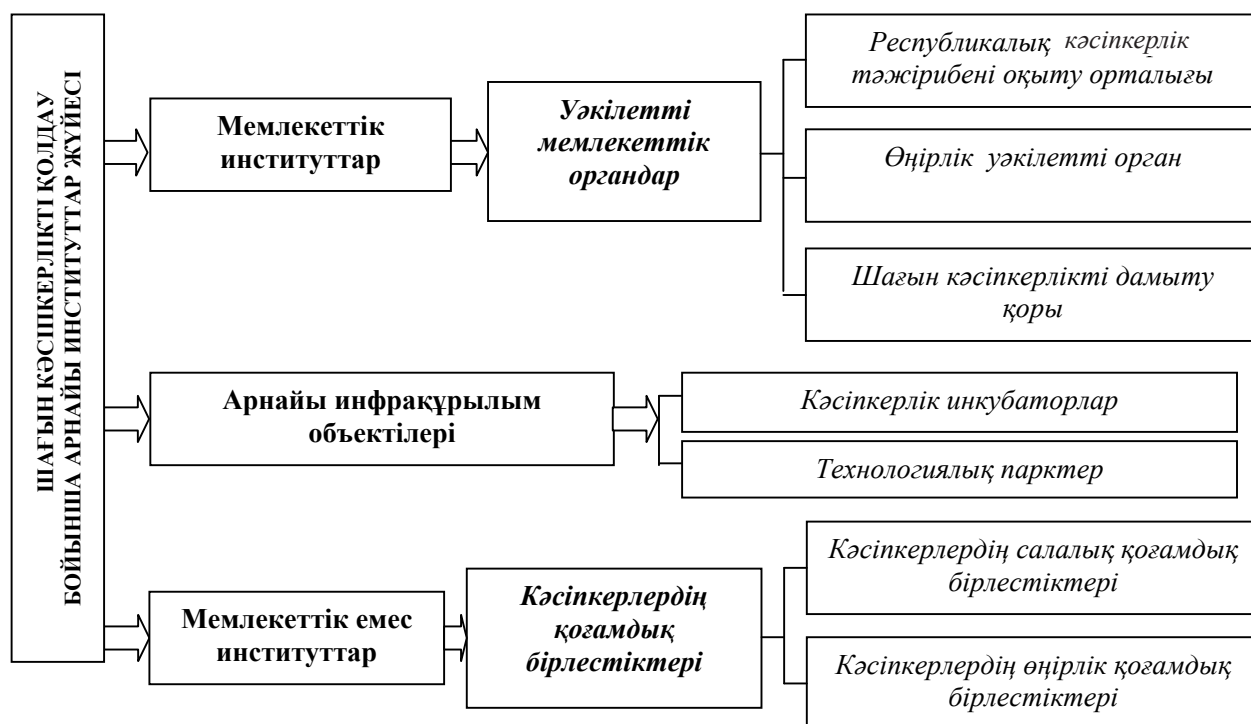 ШАҒЫН КӘСІПКЕРЛІКТІ ҚОЛДАУ
БОЙЫНША АРНАЙЫ ИНСТИТУТТАР ЖҮЙЕСІ
Мемлекеттік
институттар
Уәкілетті
мемлекеттік
органдар
Республикалық кәсіпкерлік
тәжірибені оқыту орталығы
Өңірлік уәкілетті орган
Шағын кәсіпкерлікті дамыту
қоры
Арнайы инфрақұрылым
объектілері
Кәсіпкерлік инкубаторлар
Технологиялық парктер
Мемлекеттік емес
институттар
Кәсіпкерлердің
қоғамдық
бірлестіктері
Кәсіпкерлердің салалық қоғамдық
бірлестіктері
Кәсіпкерлердің өңірлік қоғамдық
бірлестіктері